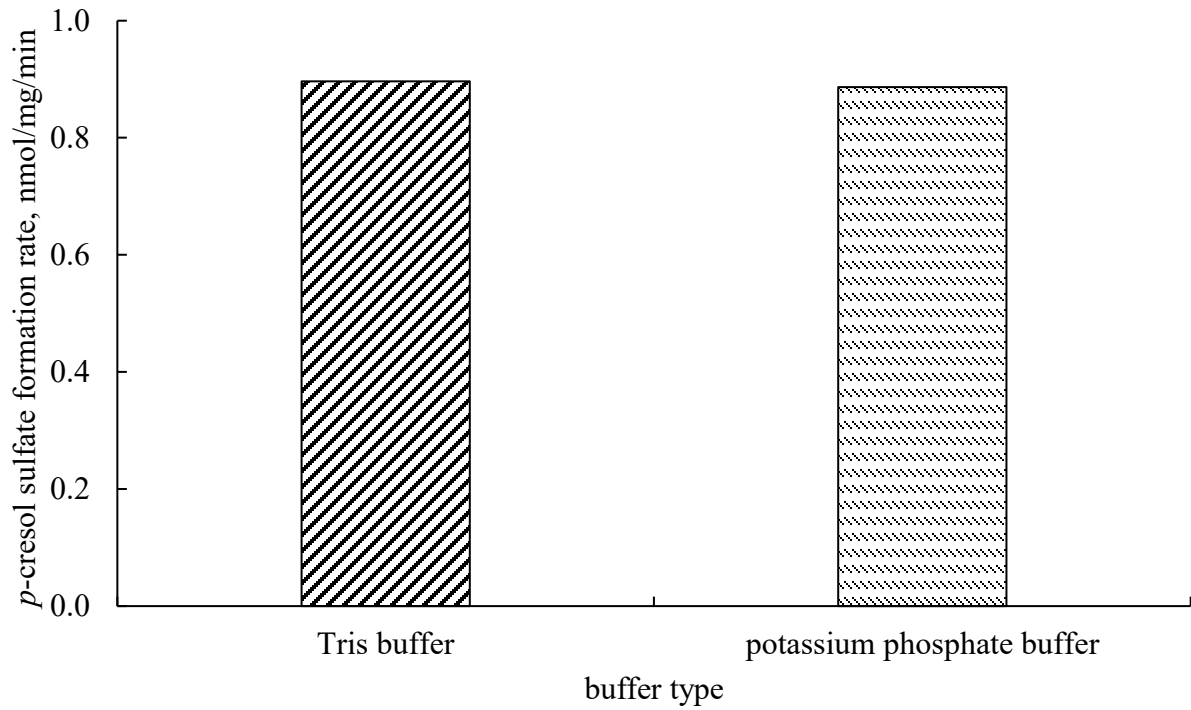 p-cresol sulfate formation rate, nmol/mg/min
1.0
0.8
0.6
0.4
0.2
0.0
Tris buffer
potassium phosphate buffer
buffer type